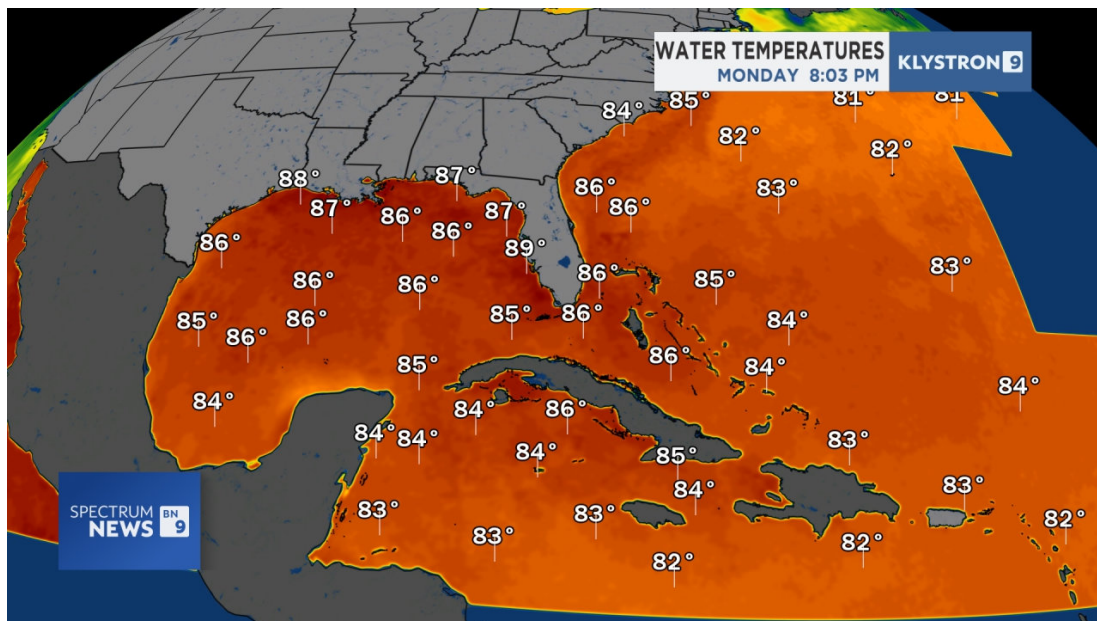 WATER TEMPERATURES
MONDAY 8:03 PM
KLYSTRON 9
84° 85° 81° 81
82° 82°
88° 87° 86° 83°
87° 86° 87° 86°
86° 86° 89°
86° 86° 86° 85° 83°
85° 86° 86° 85° 86° 84°
85° 86° 84° 84°
84° 84° 86°
84° 84° 84° 85° 83°
84° 83°
83° 83° 82°
83° 82° 82°
SPECTRUM
NEWS
BN
9